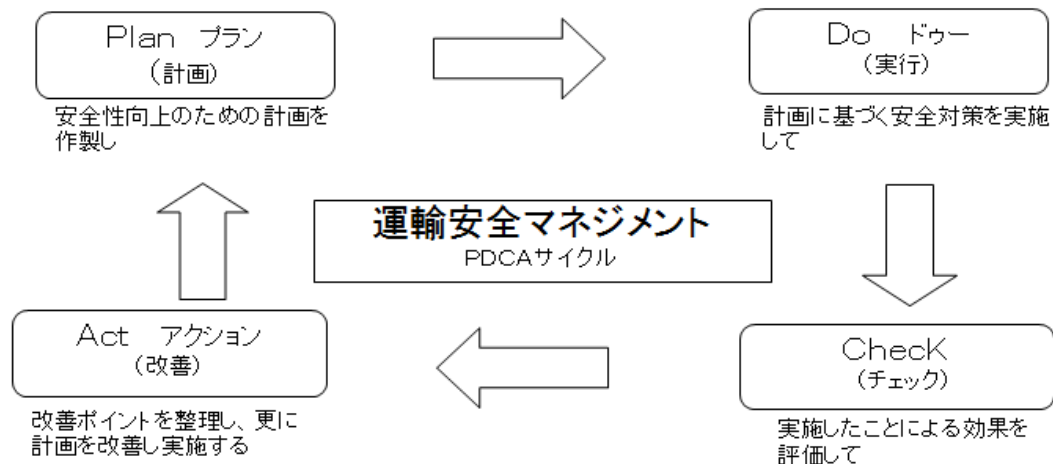 Plan プラン
(計画)
安全性向上のための計画を
作製し
Do ドゥー
(実行)
計画に基づく安全対策を実施
して
運輸安全マネジメント
PDCAサイクル
ChecK
(チェック)
実施したことによる効果を
評価して
Act アクション
(改善)
改善ポイントを整理し、更に
計画を改善し実施する